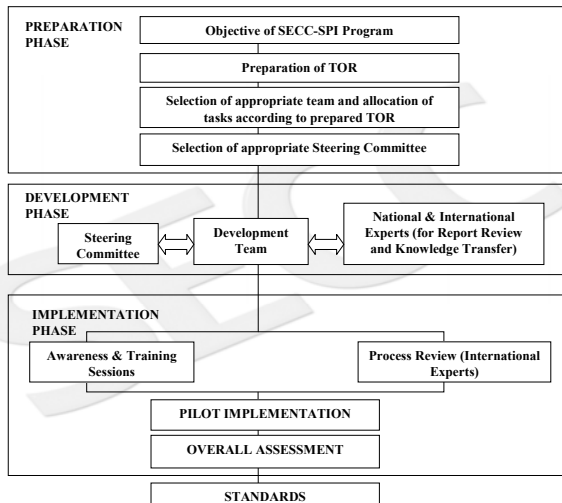 PREPARATION
PHASE
Objective of SECC-SPI Program
Preparation of TOR
Selection of appropriate team and allocation of
tasks according to prepared TOR
Selection of appropriate Steering Committee
DEVELOPMENT
PHASE
Steering
Committee
Development
Team
National & International
Experts (for Report Review
and Knowledge Transfer)
IMPLEMENTATION
PHASE
Awareness & Training
Sessions
Process Review (International
Experts)
PILOT IMPLEMENTATION
OVERALL ASSESSMENT
STANDARDS
SECC